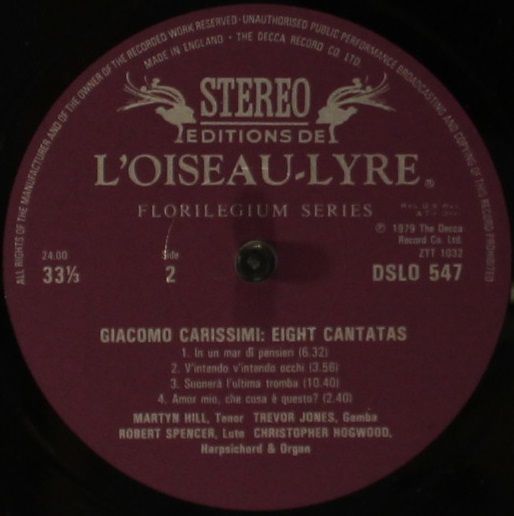 ALL RIGHTS OF THE MANUFACTURER AND OF THE OWNER OF THE RECORDED WORK RESERVED · UNAUTHORISED PUBLIC PERFORMANCE BROADCASTING AND COPYING OF THIS RECORD PROHIBITED
MADE IN ENGLAND · THE DECCA RECORD CO. LTD.
STEREO
EDITIONS DE
L'OISEAU-LYRE®
FLORILEGIUM SERIES
℗ 1979 The Decca
Record Co. Ltd.
24.00
Side
ZYT 1032
33⅓
2
DSLO 547
GIACOMO CARISSIMI: EIGHT CANTATAS
1. In un mar di pensieri (6.32)
2. V'intendo v'intendo occhi (3.56)
3. Suonerà l'ultima tromba (10.40)
4. Amor mio, che cosa è questo? (2.40)
MARTYN HILL, Tenor TREVOR JONES, Gamba
ROBERT SPENCER, Lute CHRISTOPHER HOGWOOD,
Harpsichord & Organ